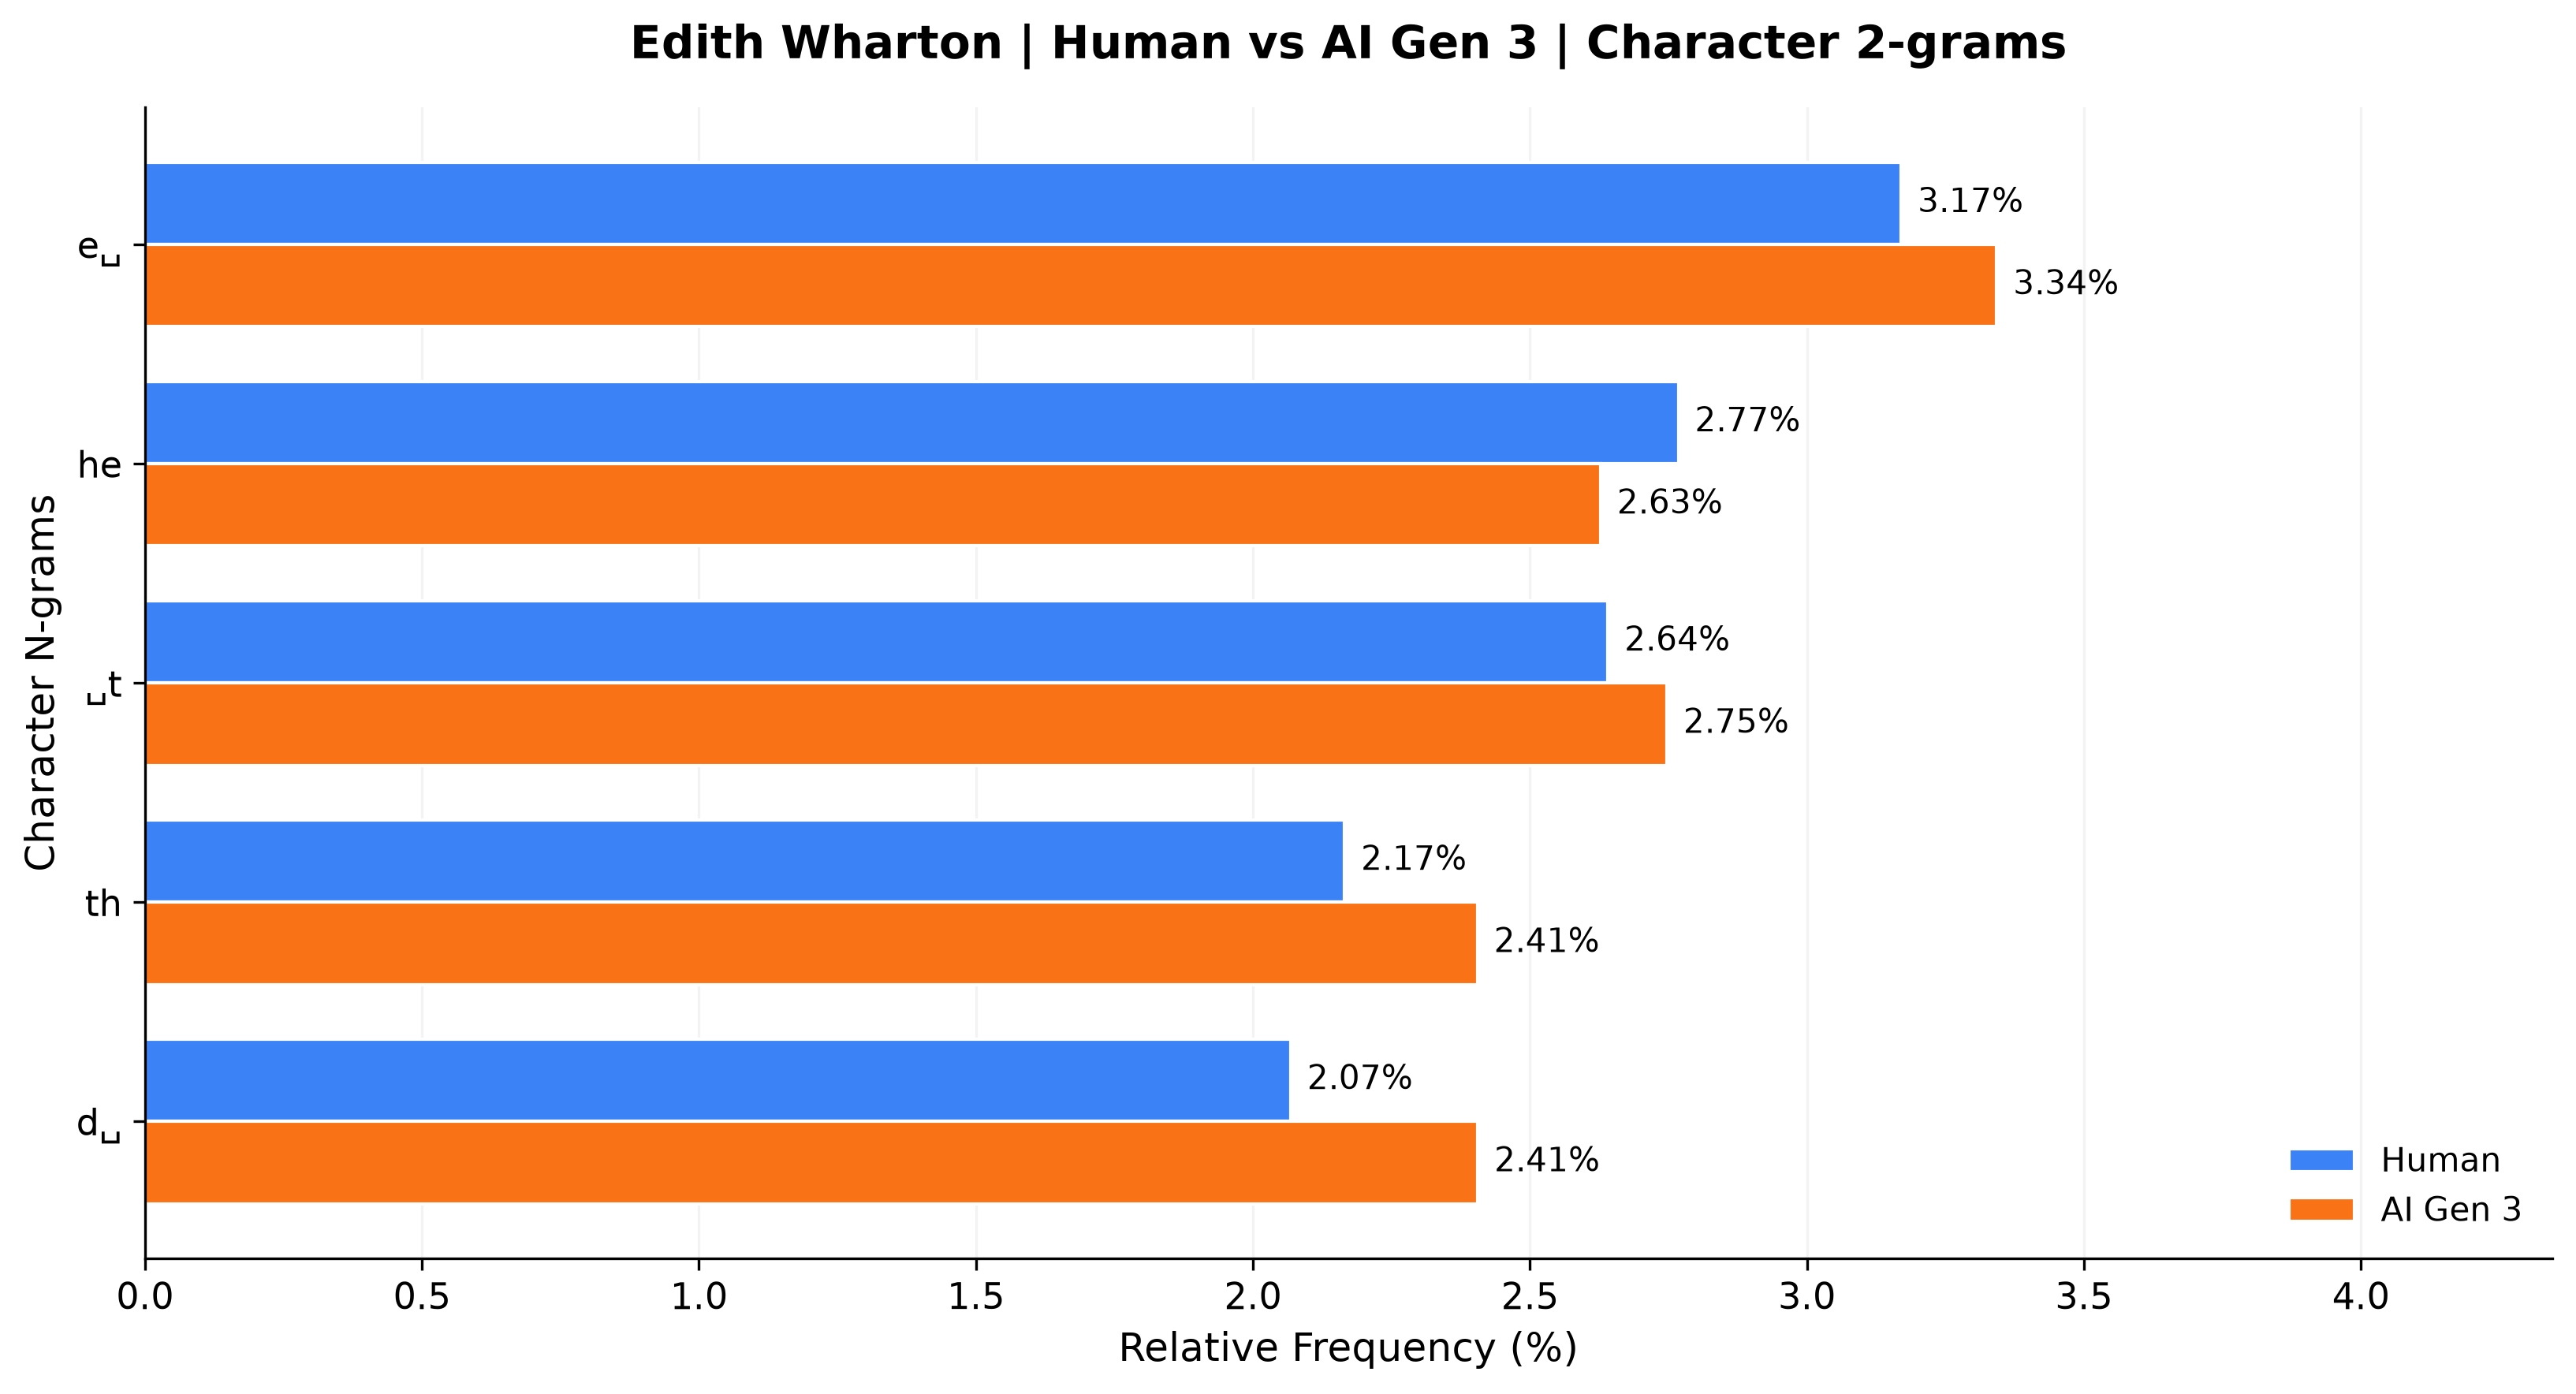 Edith Wharton | Human vs AI Gen 3 | Character 2-grams
Character N-grams
e␣
3.17%
3.34%
he
2.77%
2.63%
␣t
2.64%
2.75%
th
2.17%
2.41%
d␣
2.07%
2.41%
Human
AI Gen 3
0.0 0.5 1.0 1.5 2.0 2.5 3.0 3.5 4.0
Relative Frequency (%)